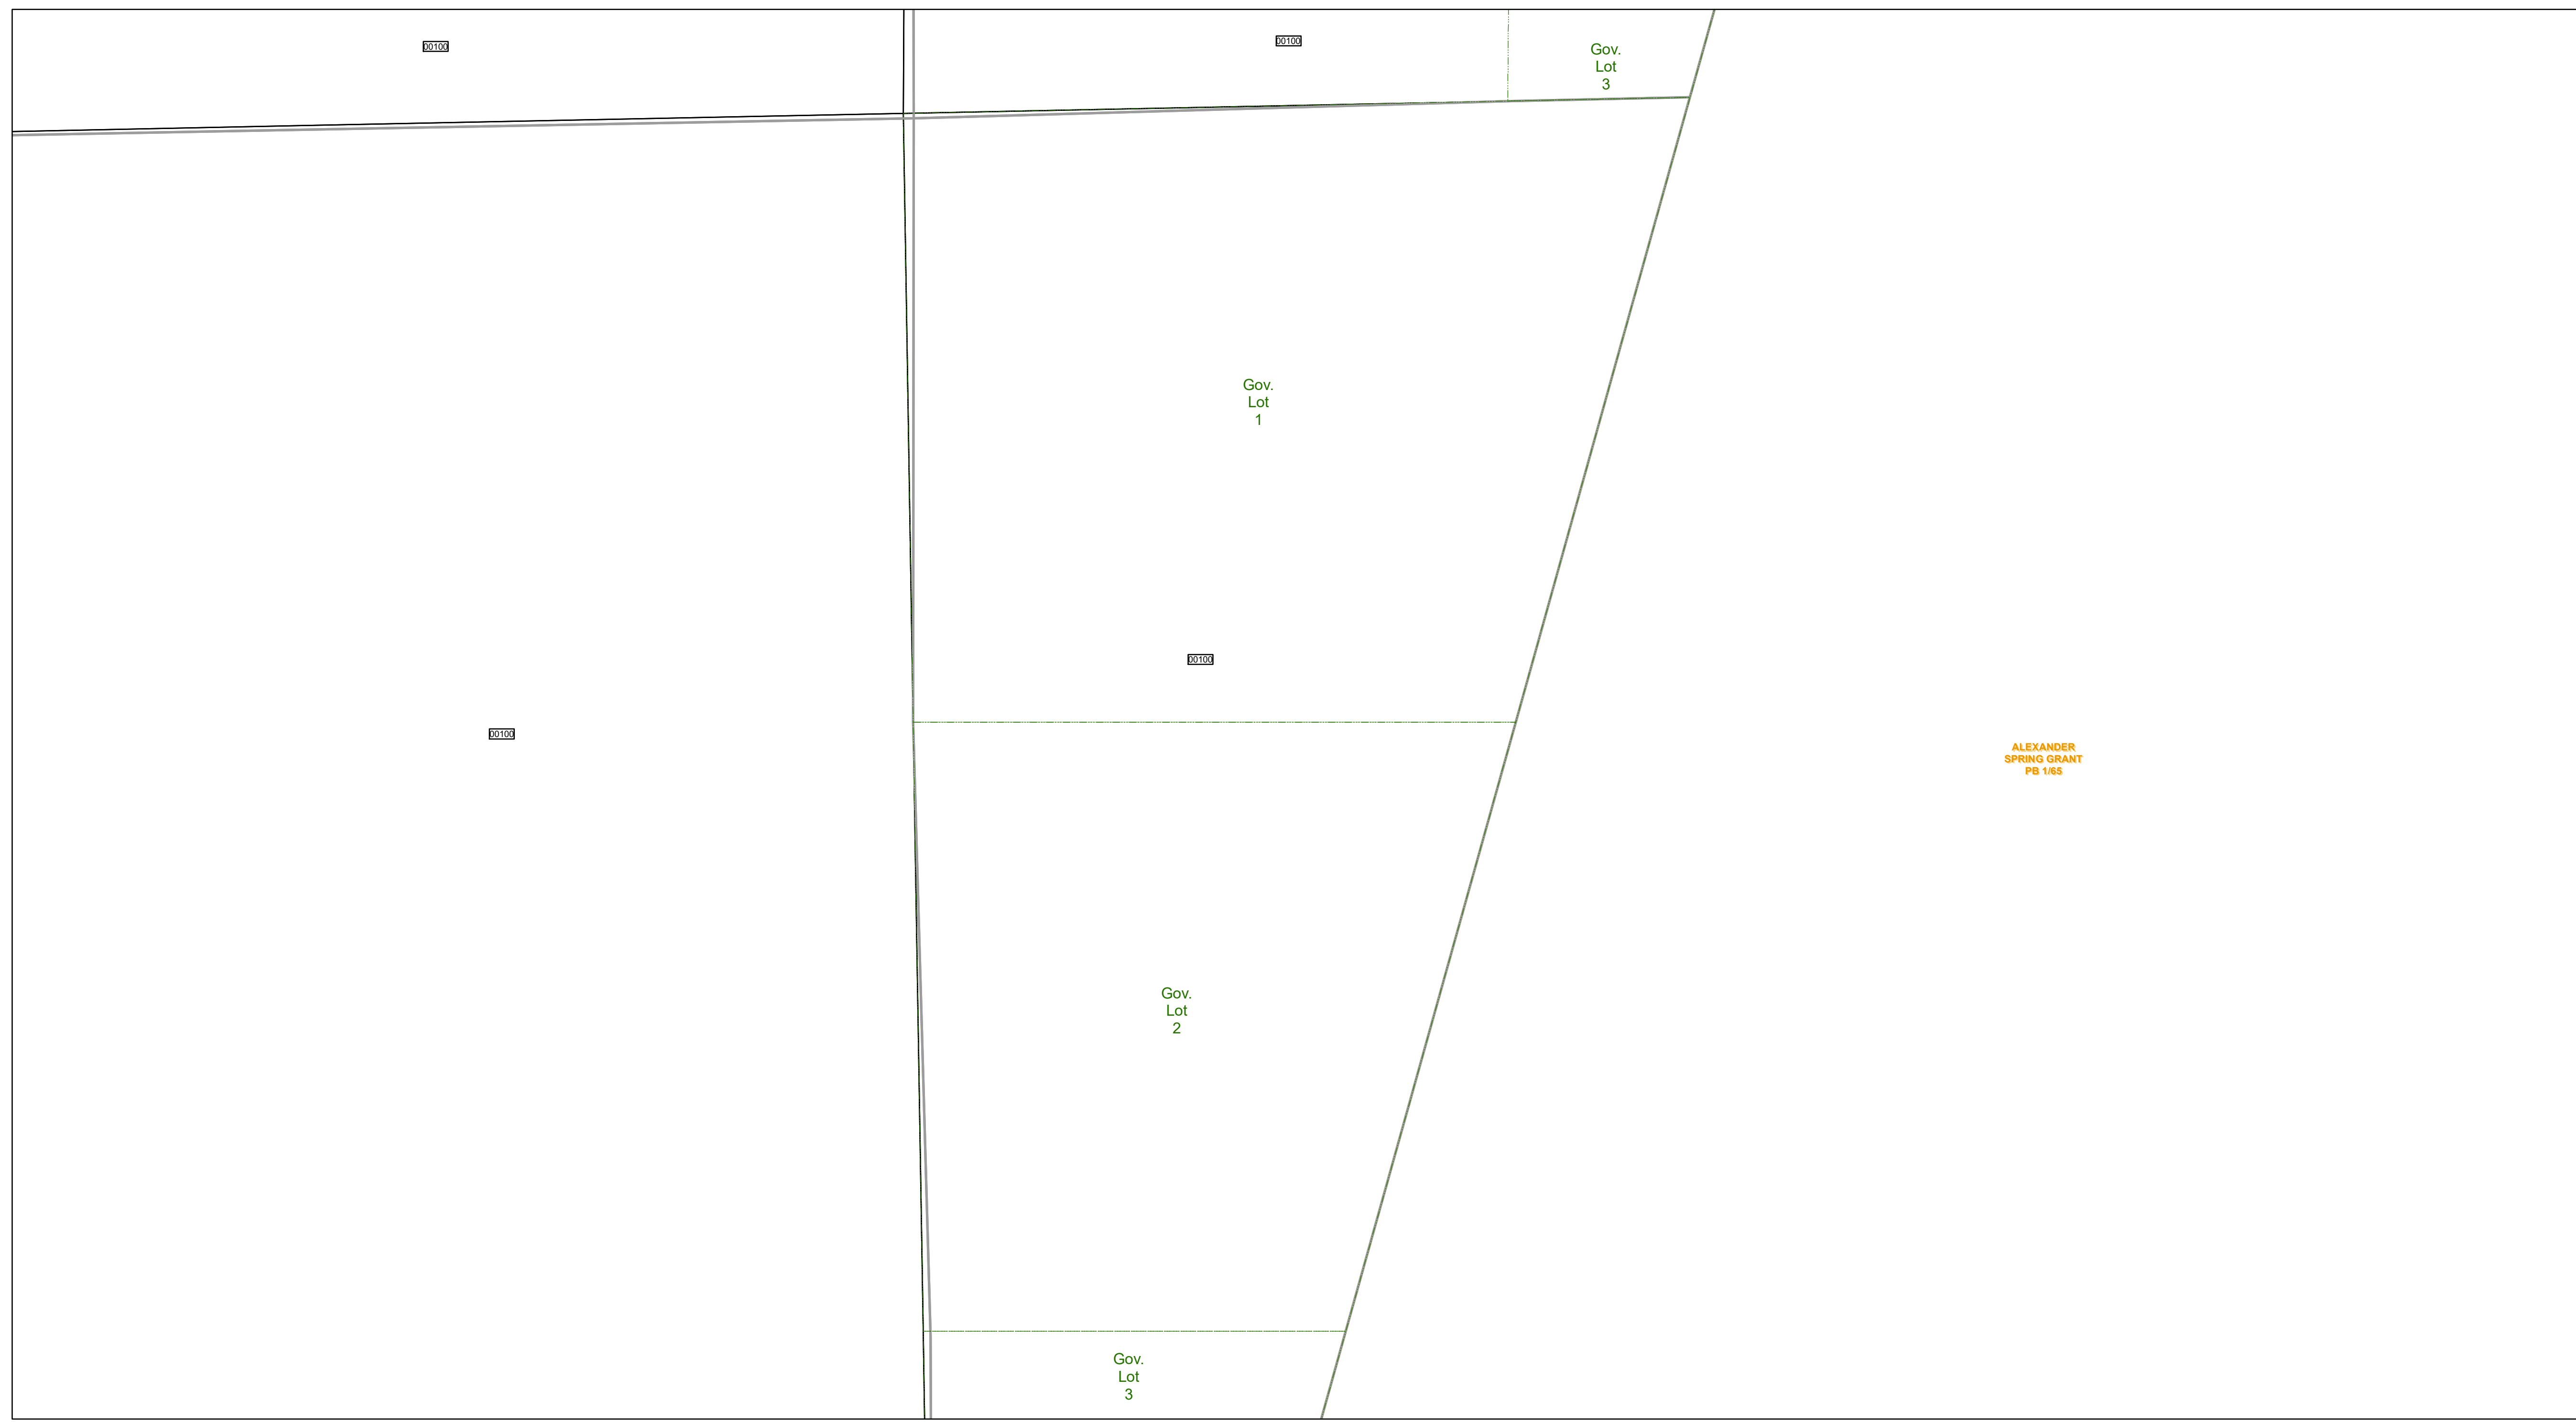 00100
00100
Gov.
Lot
3
Gov.
Lot
1
00100
00100
ALEXANDER
SPRING GRANT
PB 1/65
Gov.
Lot
2
Gov.
Lot
3